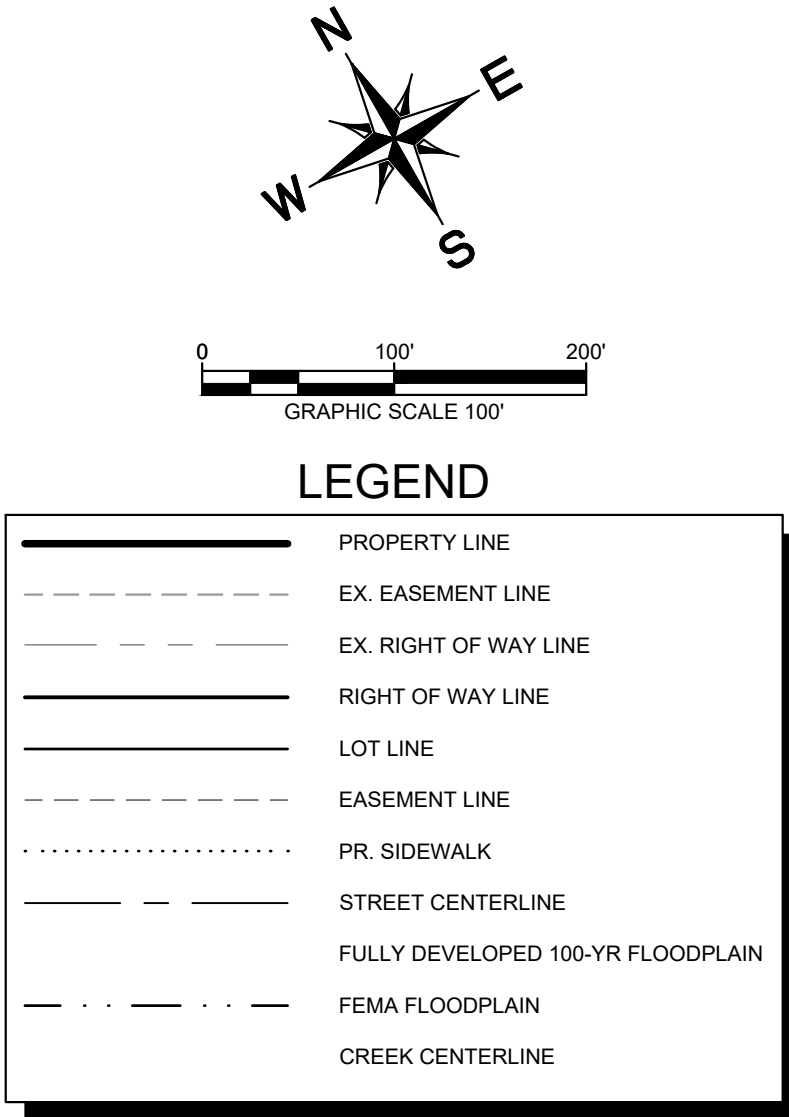 N
E
W
S
0 100' 200'
GRAPHIC SCALE 100'
LEGEND
PROPERTY LINE
EX. EASEMENT LINE
EX. RIGHT OF WAY LINE
RIGHT OF WAY LINE
LOT LINE
EASEMENT LINE
PR. SIDEWALK
STREET CENTERLINE
FULLY DEVELOPED 100-YR FLOODPLAIN
FEMA FLOODPLAIN
CREEK CENTERLINE